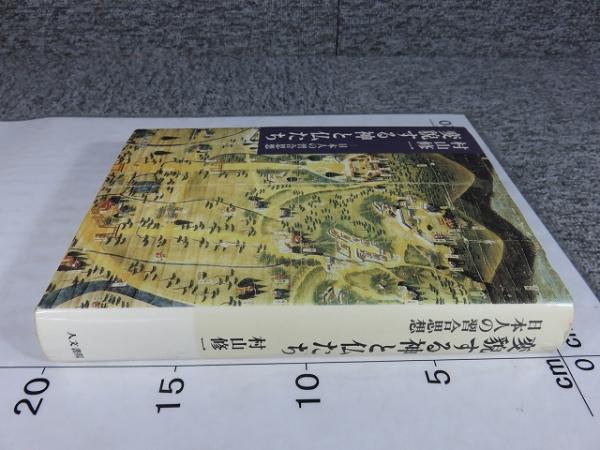 変貌する神と仏たち
日本人の習合思想
村山修一
変貌する神と仏たち
日本人の習合思想
村山修一
人文書院
20
15
10
5
0
cm
0